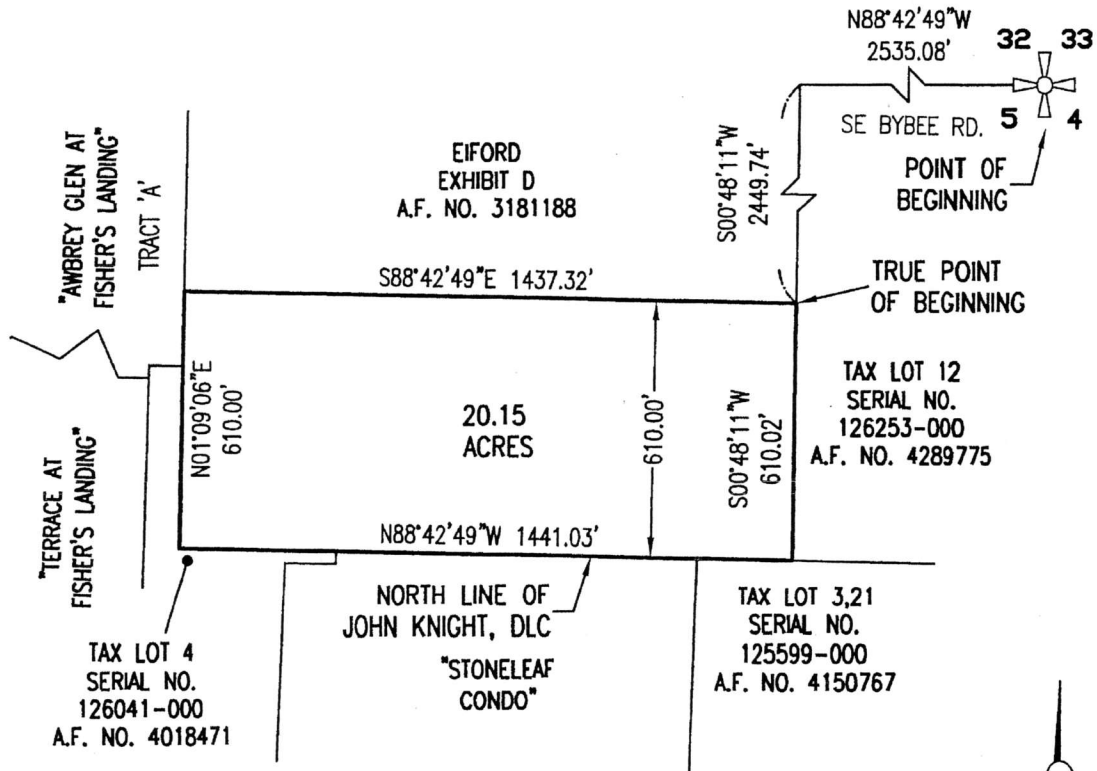 N88°42'49"W
2535.08'
32 33
5 4
SE BYBEE RD.
POINT OF
BEGINNING
"AWBREY GLEN AT
FISHER'S LANDING"
TRACT 'A'
EIFORD
EXHIBIT D
A.F. NO. 3181188
S00°48'11"W
2449.74'
S88°42'49"E 1437.32'
TRUE POINT
OF BEGINNING
N01°09'06"E
610.00'
20.15
ACRES
610.00'
S00°48'11"W
610.02'
TAX LOT 12
SERIAL NO.
126253-000
A.F. NO. 4289775
"TERRACE AT
FISHER'S LANDING"
N88°42'49"W 1441.03'
NORTH LINE OF
JOHN KNIGHT, DLC
"STONELEAF
CONDO"
TAX LOT 3,21
SERIAL NO.
125599-000
A.F. NO. 4150767
TAX LOT 4
SERIAL NO.
126041-000
A.F. NO. 4018471